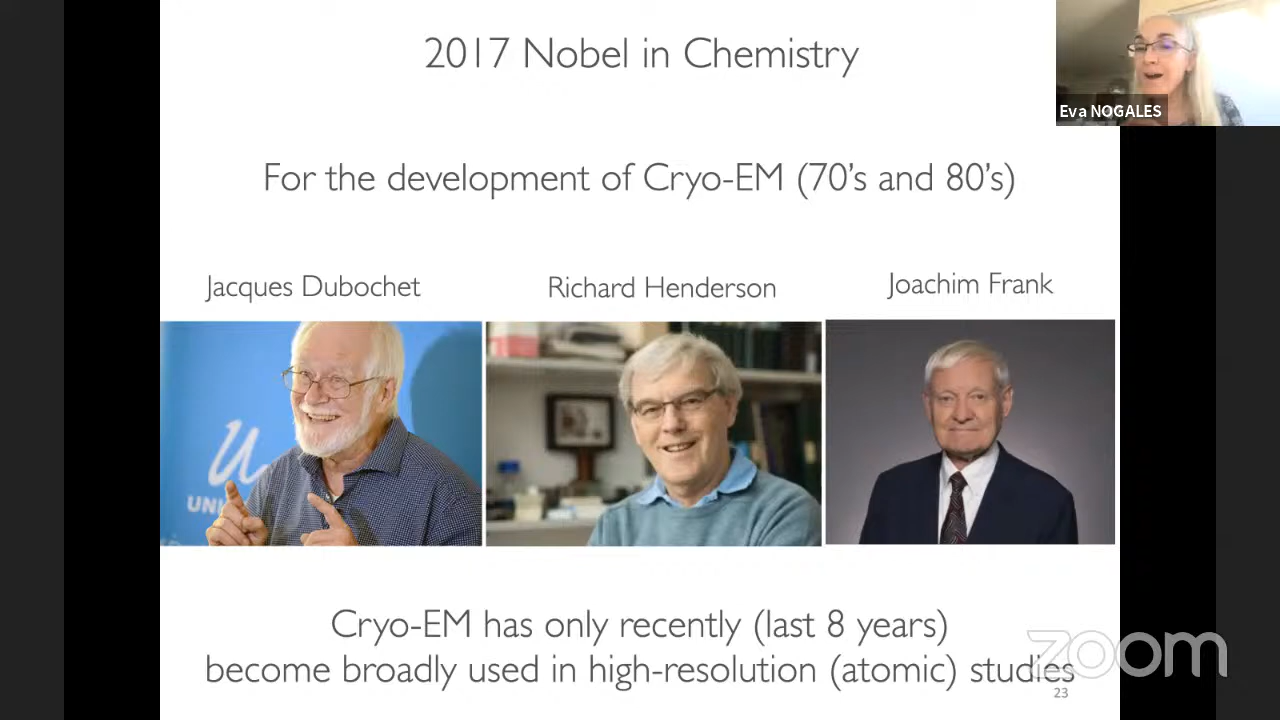 2017 Nobel in Chemistry
Eva NOGALES
For the development of Cryo-EM (70's and 80's)
Jacques Dubochet
Richard Henderson
Joachim Frank
U
UNI
Cryo-EM has only recently (last 8 years)
become broadly used in high-resolution (atomic) studies
zoom
23